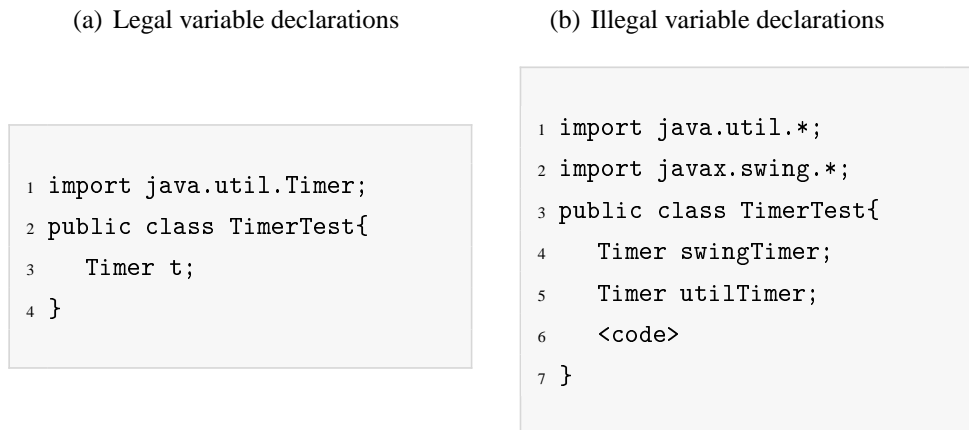 (a) Legal variable declarations
1 import java.util.Timer;
2 public class TimerTest{
3 Timer t;
4 }
(b) Illegal variable declarations
1 import java.util.*;
2 import javax.swing.*;
3 public class TimerTest{
4 Timer swingTimer;
5 Timer utilTimer;
6 <code>
7 }